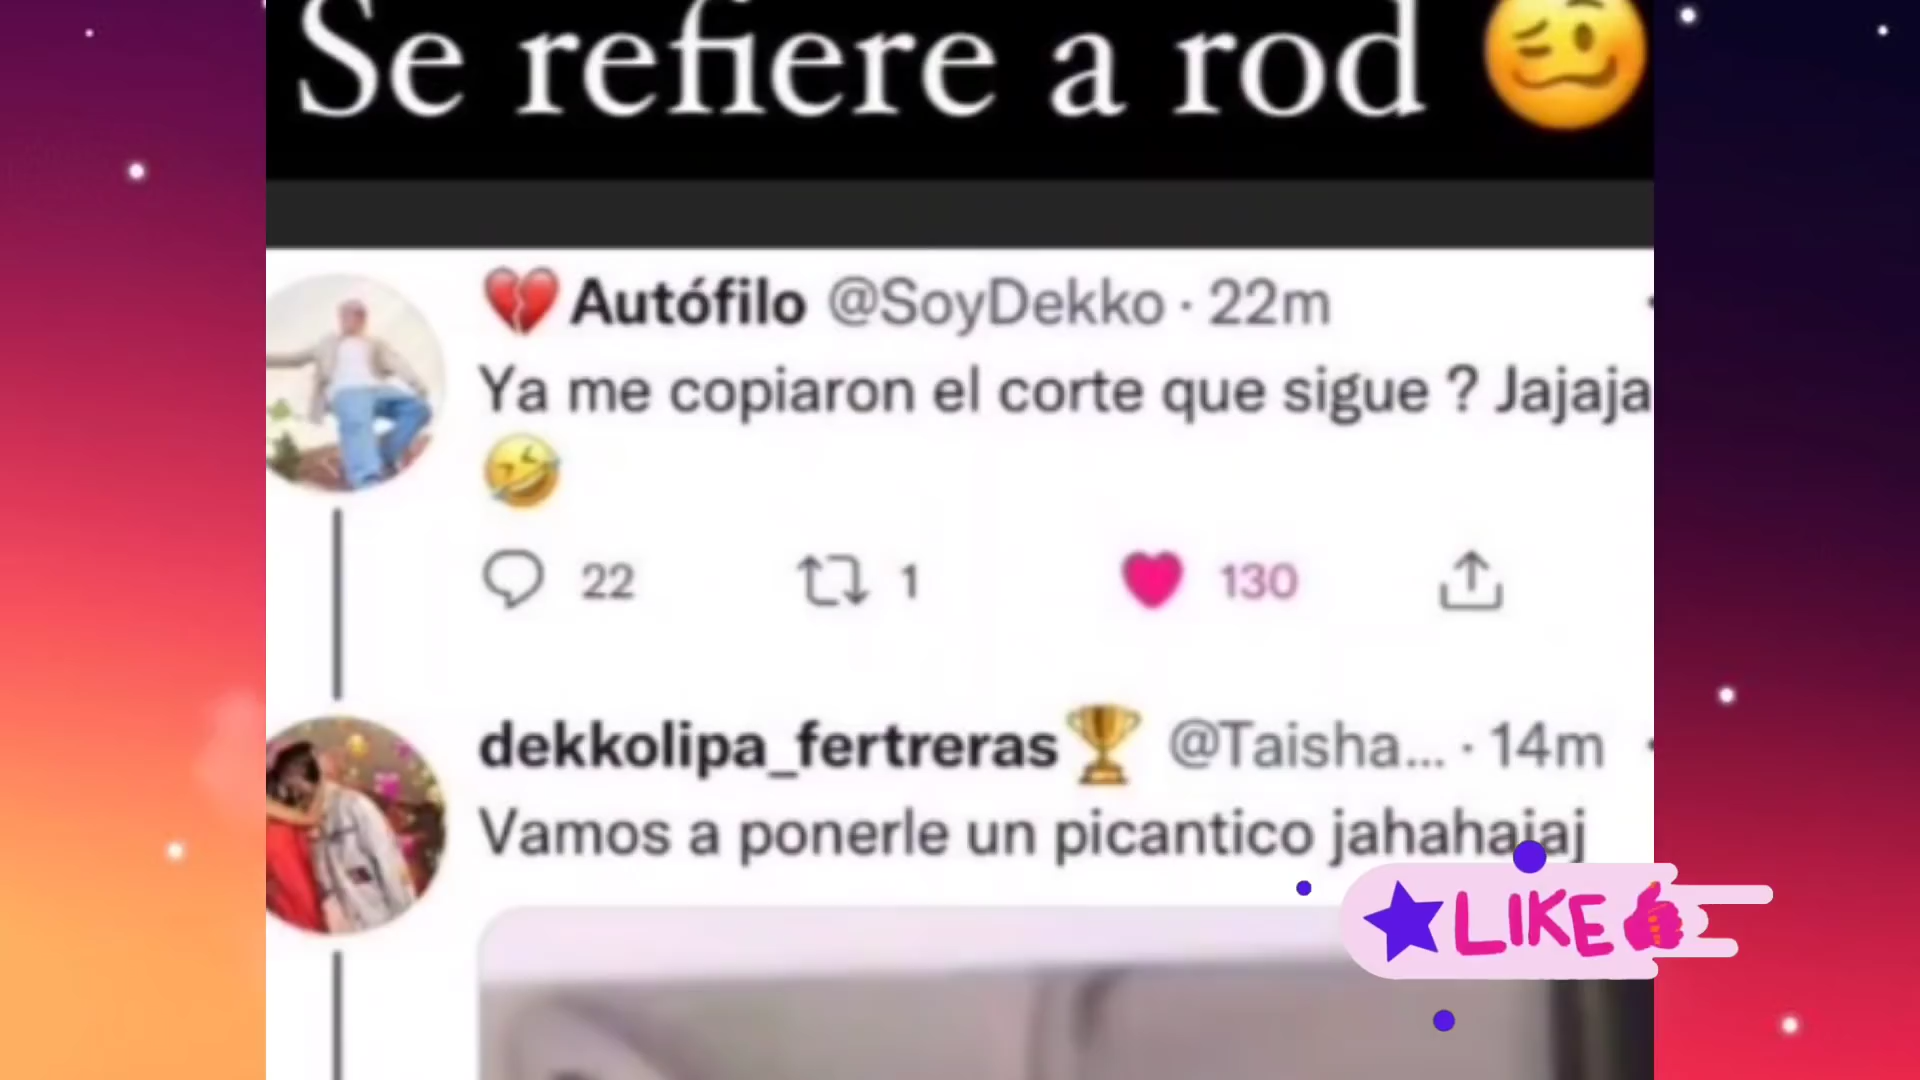 Se refiere a rod 🥴
💔 Autófilo @SoyDekko · 22m
Ya me copiaron el corte que sigue ? Jajaja
🤣
22 1 130
dekkolipa_fertreras🏆 @Taisha... · 14m
Vamos a ponerle un picantico jahahajaj
LIKE